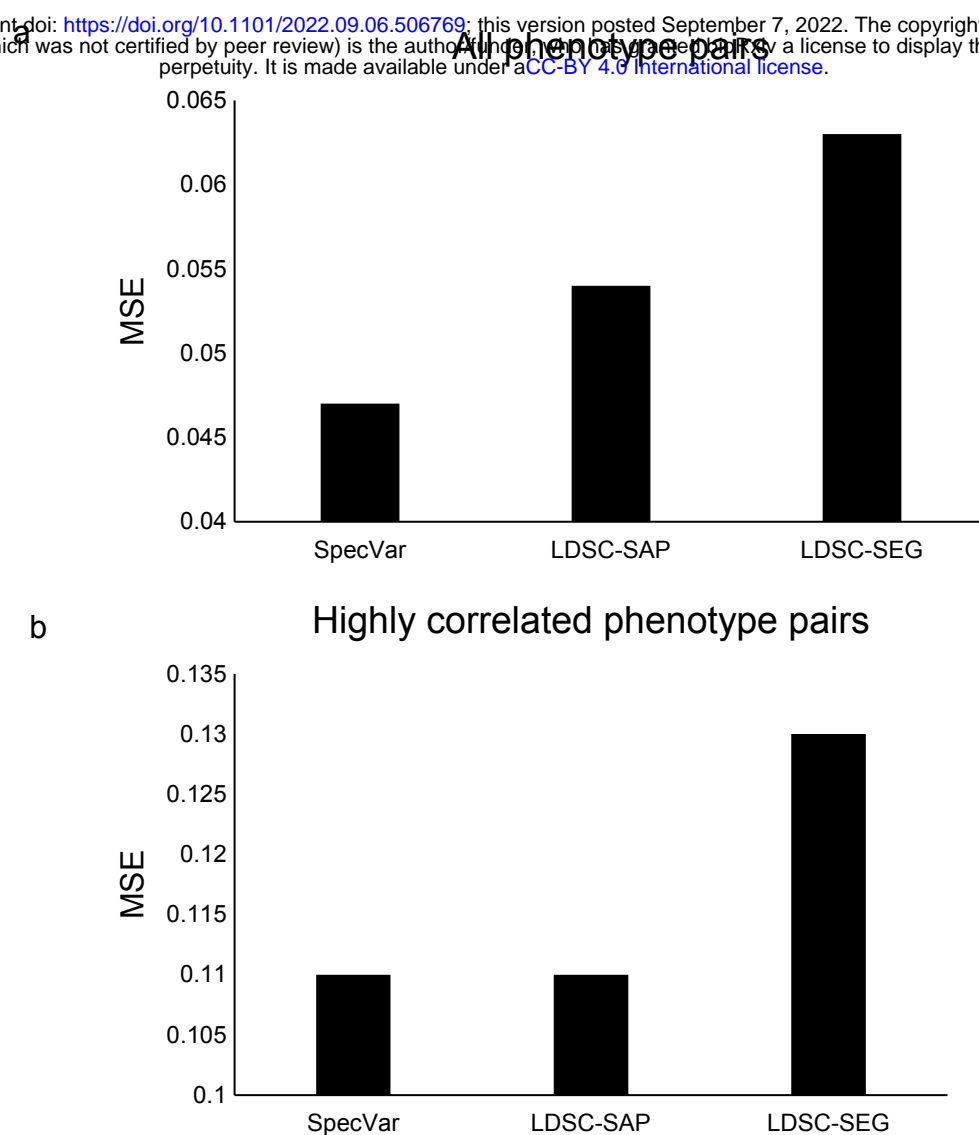 nt doi: https://doi.org/10.1101/2022.09.06.506769; this version posted September 7, 2022. The copyright
a
ich was not certified by peer review) is the author/funder, who has granted bioRxiv a license to display th
All phenotype pairs
perpetuity. It is made available under aCC-BY 4.0 International license.
0.065
0.06
0.055
0.05
0.045
0.04
MSE
SpecVar LDSC-SAP LDSC-SEG
b
Highly correlated phenotype pairs
0.135
0.13
0.125
0.12
0.115
0.11
0.105
0.1
MSE
SpecVar LDSC-SAP LDSC-SEG